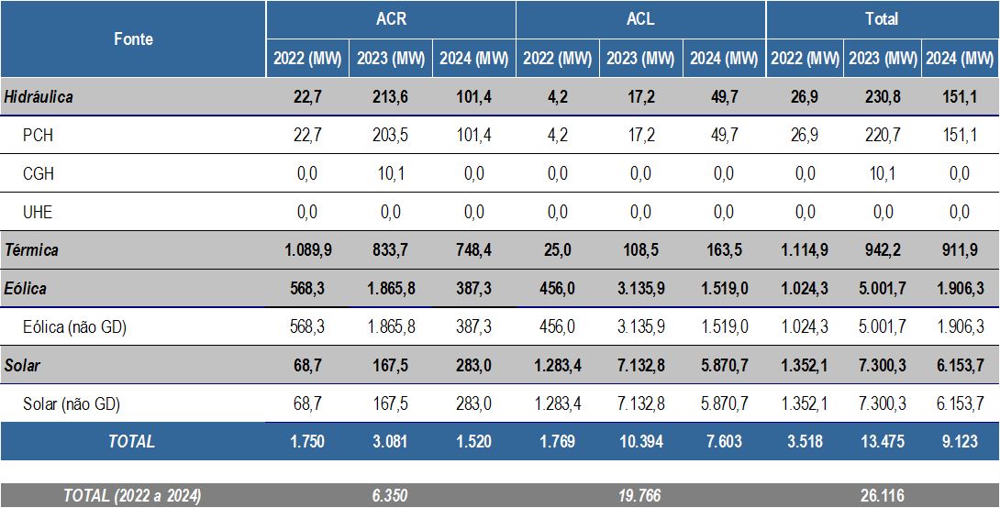 Fonte ACR ACL Total
2022 (MW) 2023 (MW) 2024 (MW) 2022 (MW) 2023 (MW) 2024 (MW) 2022 (MW) 2023 (MW) 2024 (MW)
Hidráulica 22,7 213,6 101,4 4,2 17,2 49,7 26,9 230,8 151,1
PCH 22,7 203,5 101,4 4,2 17,2 49,7 26,9 220,7 151,1
CGH 0,0 10,1 0,0 0,0 0,0 0,0 0,0 10,1 0,0
UHE 0,0 0,0 0,0 0,0 0,0 0,0 0,0 0,0 0,0
Térmica 1.089,9 833,7 748,4 25,0 108,5 163,5 1.114,9 942,2 911,9
Eólica 568,3 1.865,8 387,3 456,0 3.135,9 1.519,0 1.024,3 5.001,7 1.906,3
Eólica (não GD) 568,3 1.865,8 387,3 456,0 3.135,9 1.519,0 1.024,3 5.001,7 1.906,3
Solar 68,7 167,5 283,0 1.283,4 7.132,8 5.870,7 1.352,1 7.300,3 6.153,7
Solar (não GD) 68,7 167,5 283,0 1.283,4 7.132,8 5.870,7 1.352,1 7.300,3 6.153,7
TOTAL 1.750 3.081 1.520 1.769 10.394 7.603 3.518 13.475 9.123
TOTAL (2022 a 2024) 6.350 19.766 26.116